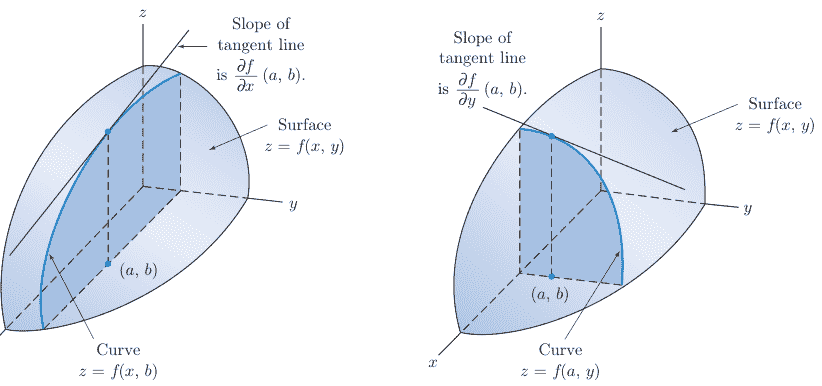 z
Slope of
tangent line
is ∂f/∂x (a, b).
Surface
z = f(x, y)
y
(a, b)
Curve
z = f(x, b)
z
Slope of
tangent line
is ∂f/∂y (a, b).
Surface
z = f(x, y)
y
(a, b)
x
Curve
z = f(a, y)